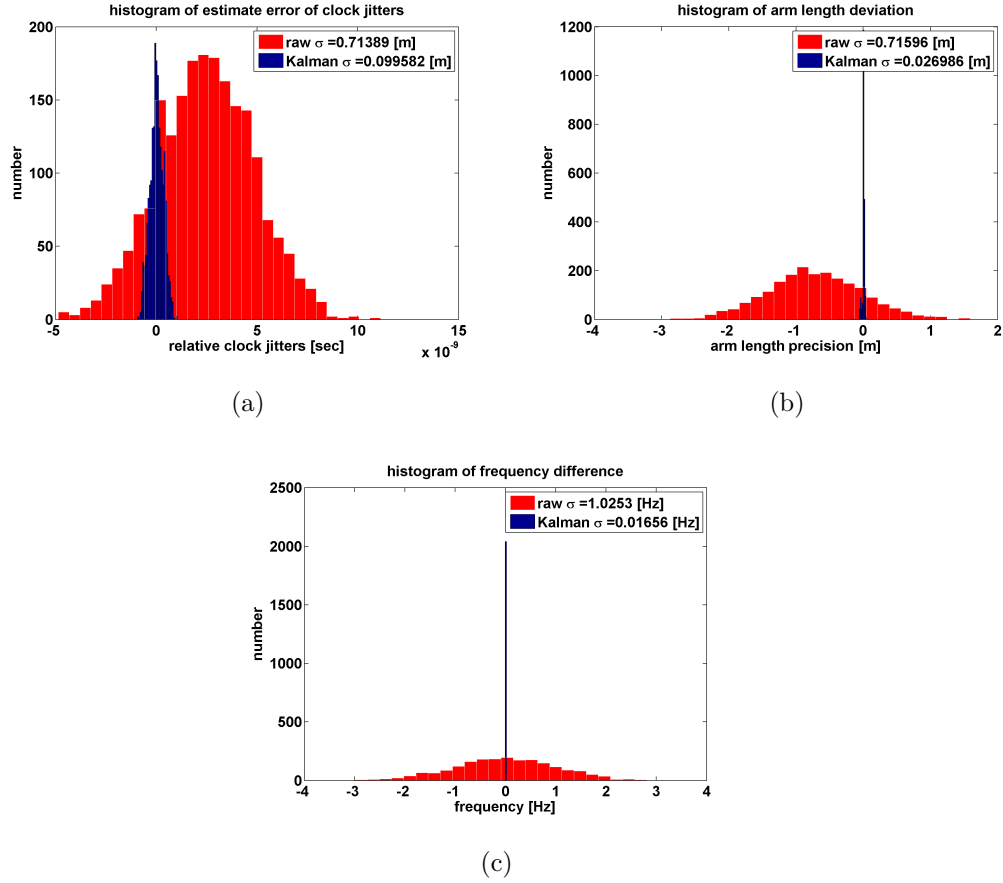 histogram of estimate error of clock jitters
200
150
100
50
0
number
raw σ =0.71389 [m]
Kalman σ =0.099582 [m]
-5 0 5 10 15
relative clock jitters [sec]
x 10^-9
(a)
histogram of arm length deviation
1200
1000
800
600
400
200
0
number
raw σ =0.71596 [m]
Kalman σ =0.026986 [m]
-4 -3 -2 -1 0 1 2
arm length precision [m]
(b)
histogram of frequency difference
2500
2000
1500
1000
500
0
number
raw σ =1.0253 [Hz]
Kalman σ =0.01656 [Hz]
-4 -3 -2 -1 0 1 2 3 4
frequency [Hz]
(c)